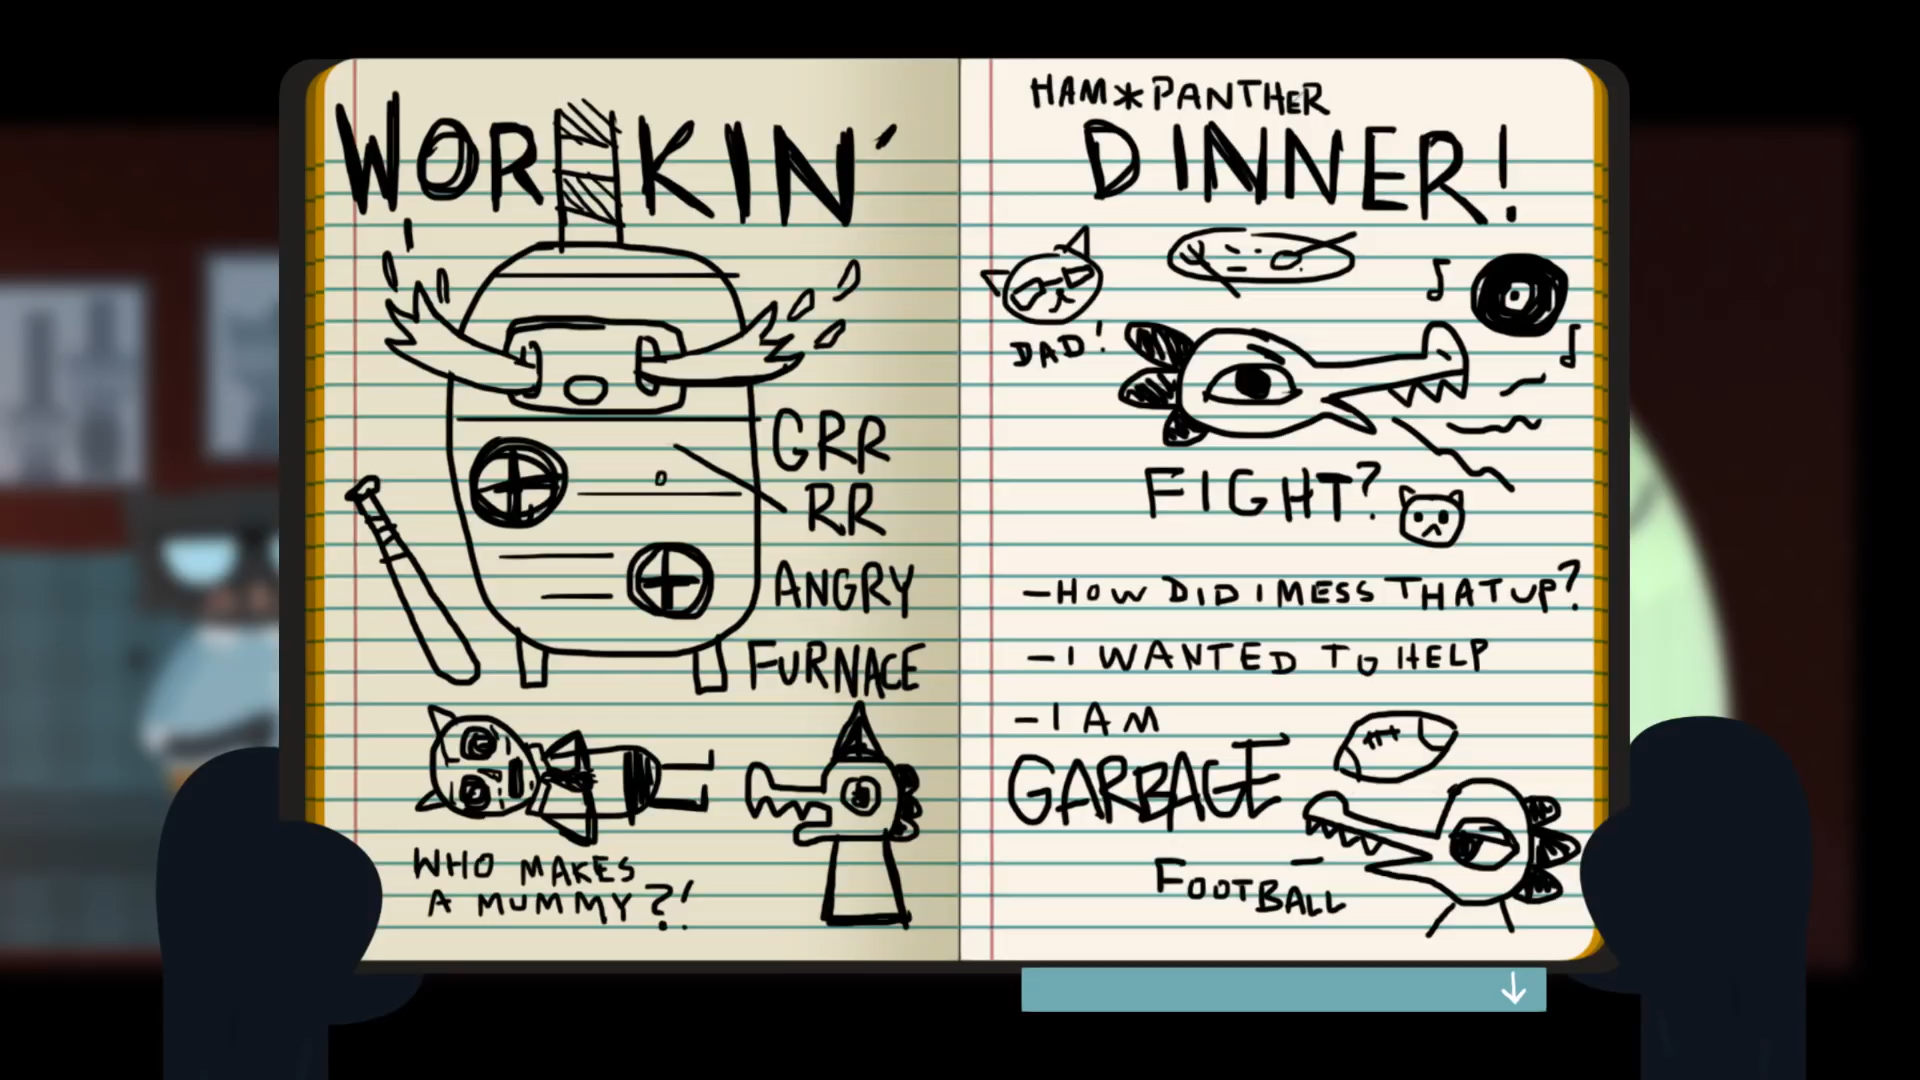 WORKIN'
GRR
RR
ANGRY
FURNACE
WHO MAKES
A MUMMY?!
HAM*PANTHER
DINNER!
DAD!
FIGHT?
-HOW DID I MESS THAT UP?
-I WANTED TO HELP
-I AM
GARBAGE
FOOTBALL